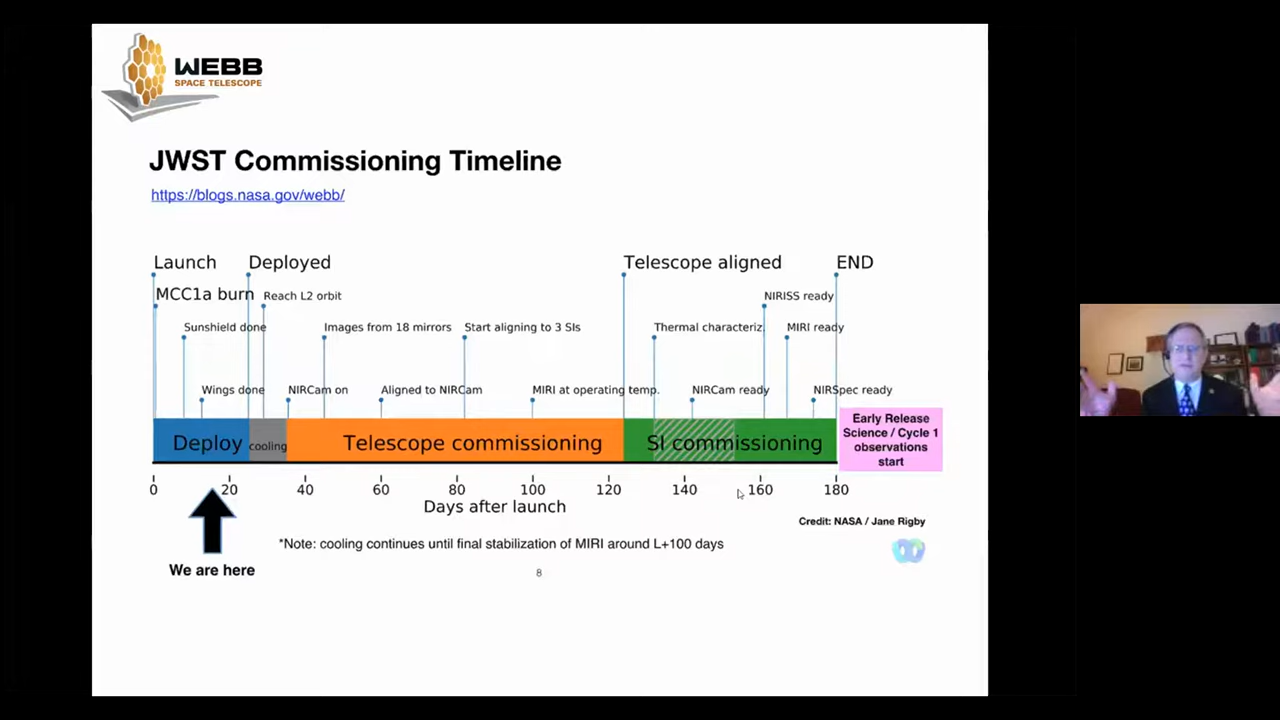 WEBB
SPACE TELESCOPE
JWST Commissioning Timeline
https://blogs.nasa.gov/webb/
Launch
Deployed
Telescope aligned
END
MCC1a burn
Reach L2 orbit
NIRISS ready
Sunshield done
Images from 18 mirrors
Start aligning to 3 SIs
Thermal characteriz.
MIRI ready
Wings done
NIRCam on
Aligned to NIRCam
MIRI at operating temp.
NIRCam ready
NIRSpec ready
Deploy
cooling
Telescope commissioning
SI commissioning
Early Release
Science / Cycle 1
observations
start
0 20 40 60 80 100 120 140 160 180
Days after launch
We are here
Credit: NASA / Jane Rigby
*Note: cooling continues until final stabilization of MIRI around L+100 days
8